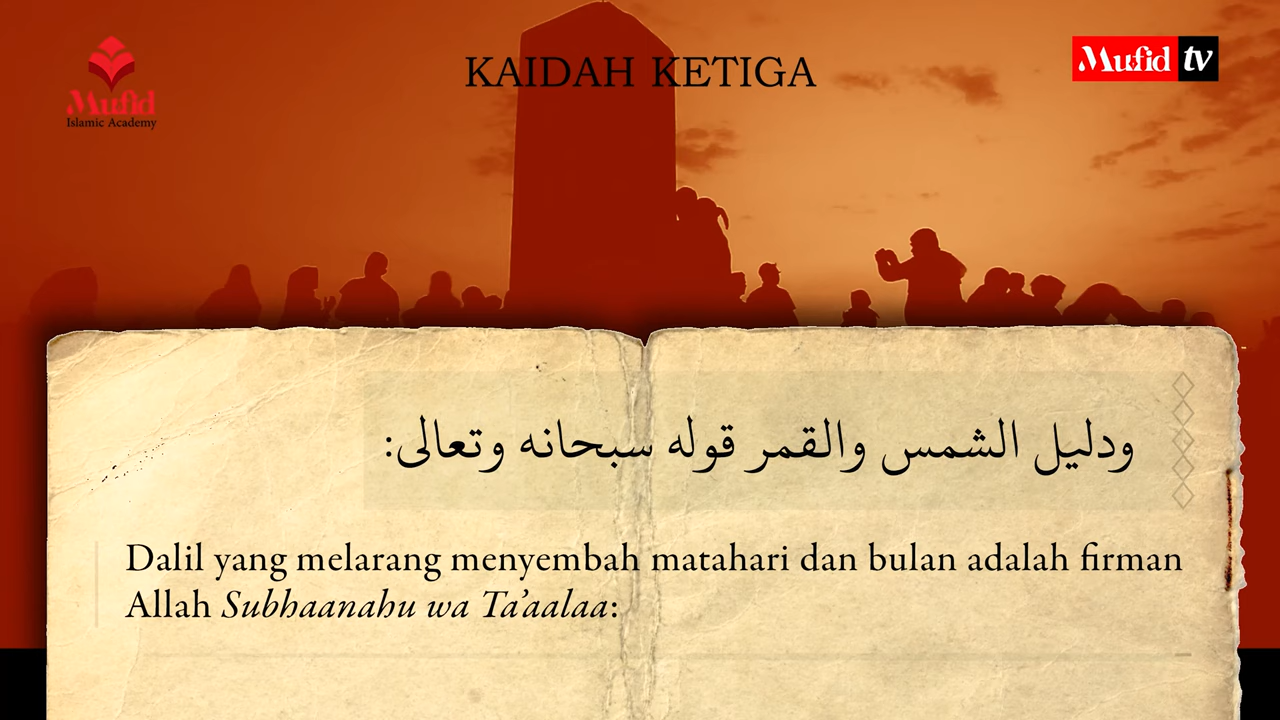 Mufid
Islamic Academy
KAIDAH KETIGA
Mufid tv
ودليل الشمس والقمر قوله سبحانه وتعالى:
Dalil yang melarang menyembah matahari dan bulan adalah firman
Allah Subhaanahu wa Ta’aalaa: